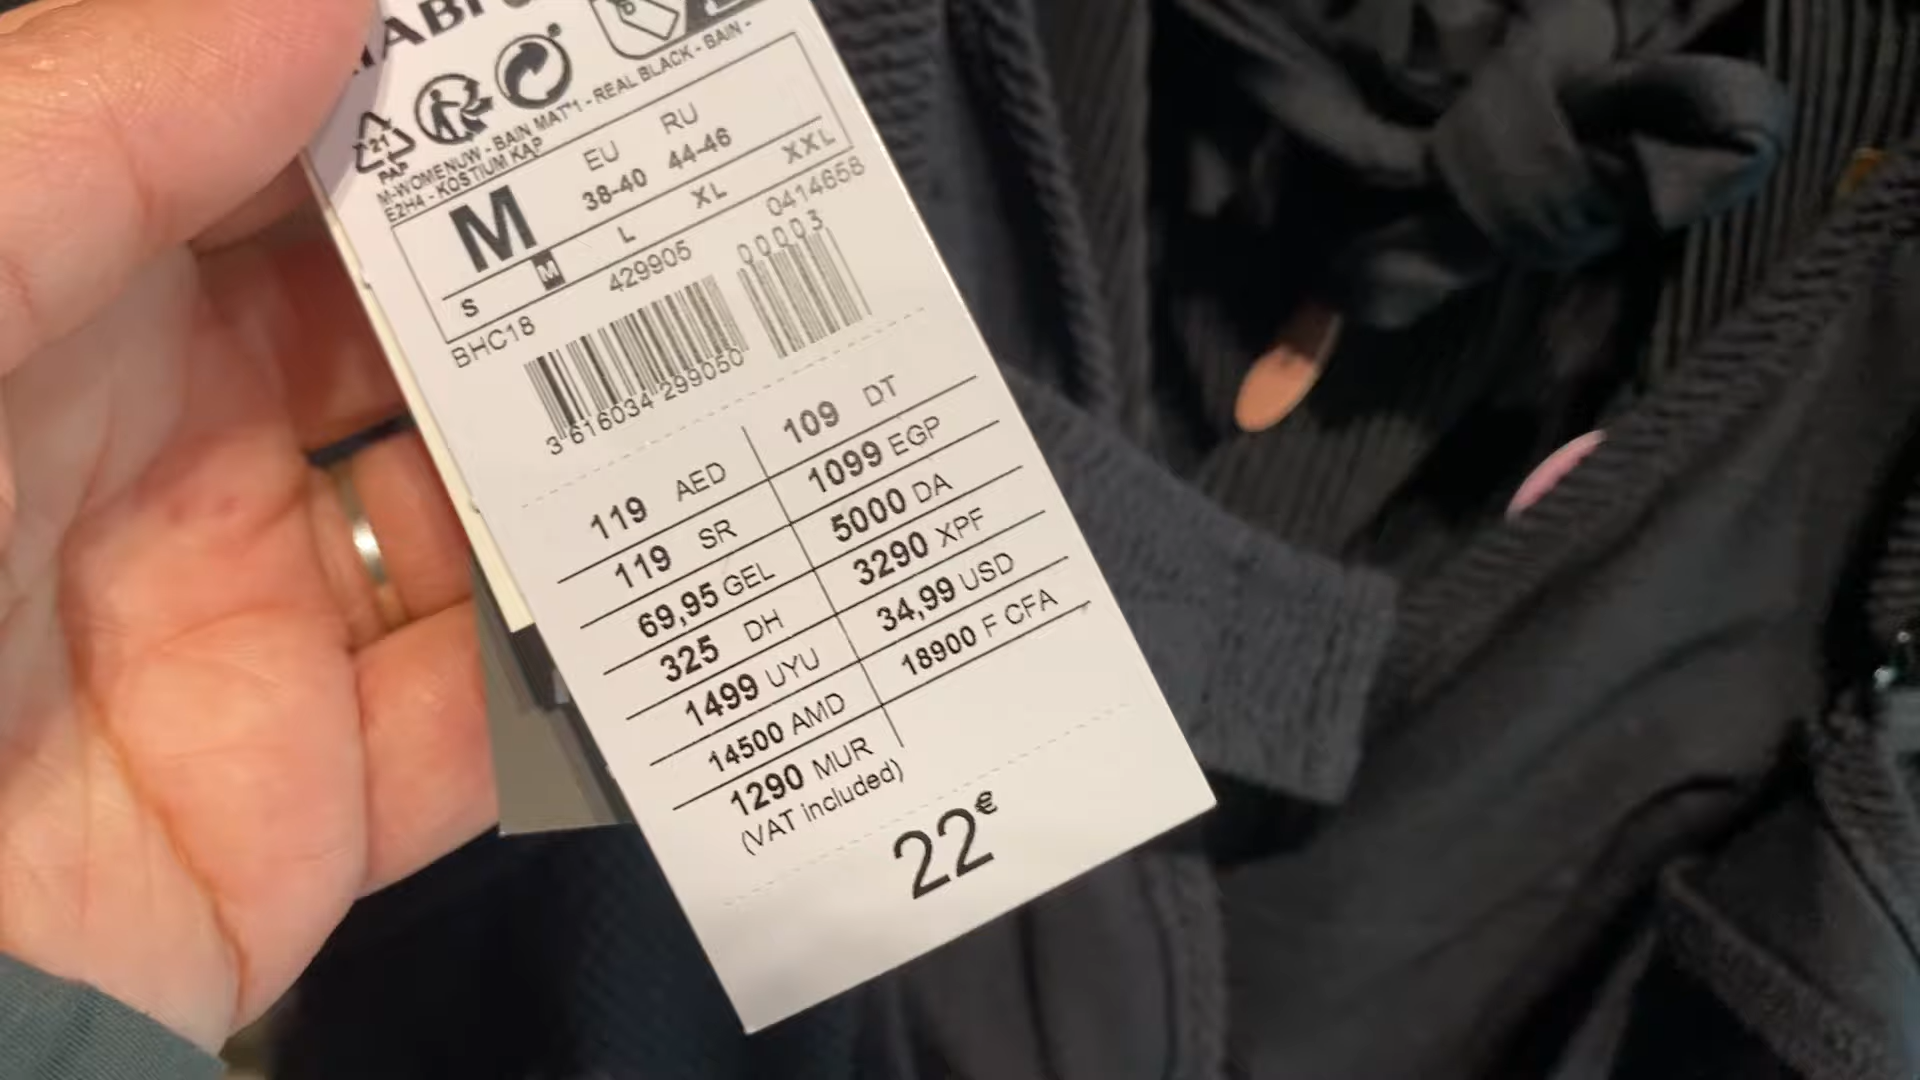 21
PAP
M-WOMENUW - BAIN MAT*1 - REAL BLACK - BAIN -
E2H4 - KOSTIUM KAP
M
EU
38-40
RU
44-46
S M L XL XXL
BHC18 429905 0414658
00003
3 616034 299050
119 AED
109 DT
119 SR
1099 EGP
69,95 GEL
5000 DA
325 DH
3290 XPF
1499 UYU
34,99 USD
14500 AMD
18900 F CFA
1290 MUR
(VAT included)
22€